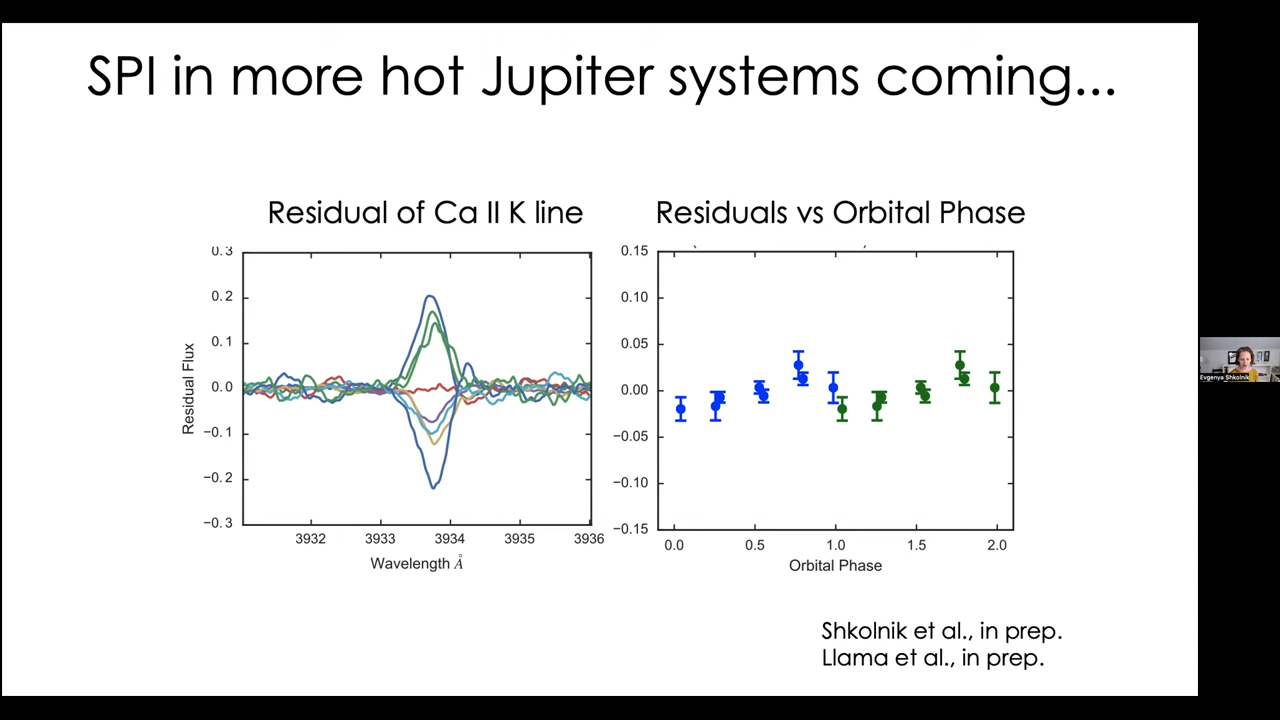 SPI in more hot Jupiter systems coming...
Residual of Ca II K line
Residuals vs Orbital Phase
0.3
0.2
0.1
0.0
−0.1
−0.2
−0.3
Residual Flux
3932
3933
3934
3935
3936
Wavelength Å
0.15
0.10
0.05
0.00
−0.05
−0.10
−0.15
0.0
0.5
1.0
1.5
2.0
Orbital Phase
Shkolnik et al., in prep.
Llama et al., in prep.
Evgenya Shkolnik